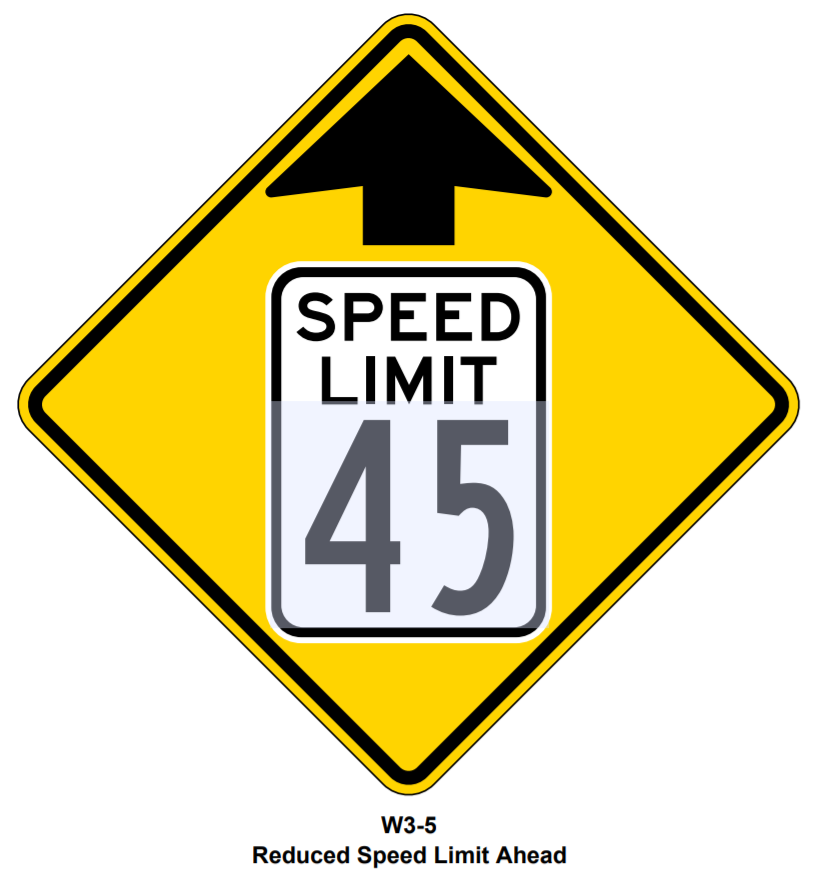 SPEED
LIMIT
45
W3-5
Reduced Speed Limit Ahead